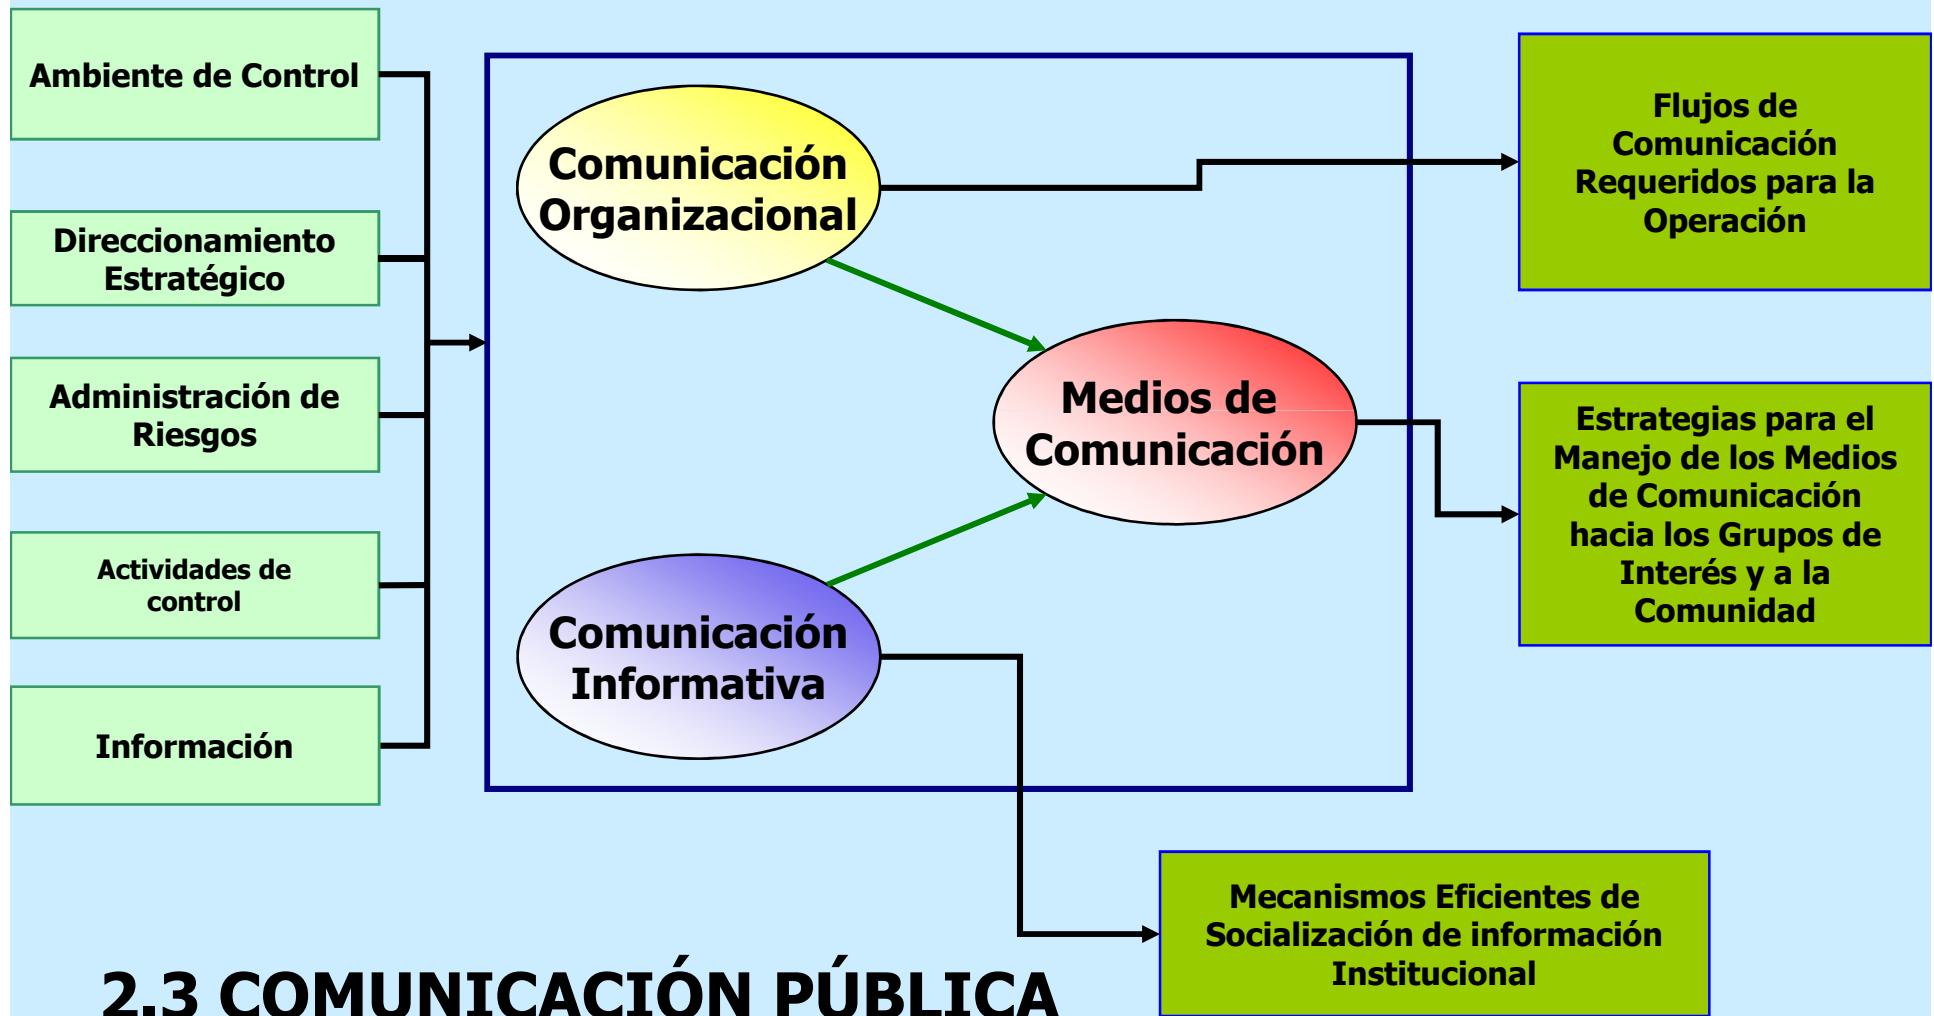 Ambiente de Control
Direccionamiento
Estratégico
Administración de
Riesgos
Actividades de
control
Información
Comunicación
Organizacional
Medios de
Comunicación
Comunicación
Informativa
Flujos de
Comunicación
Requeridos para la
Operación
Estrategias para el
Manejo de los Medios
de Comunicación
hacia los Grupos de
Interés y a la
Comunidad
Mecanismos Eficientes de
Socialización de información
Institucional
2.3 COMUNICACIÓN PÚBLICA